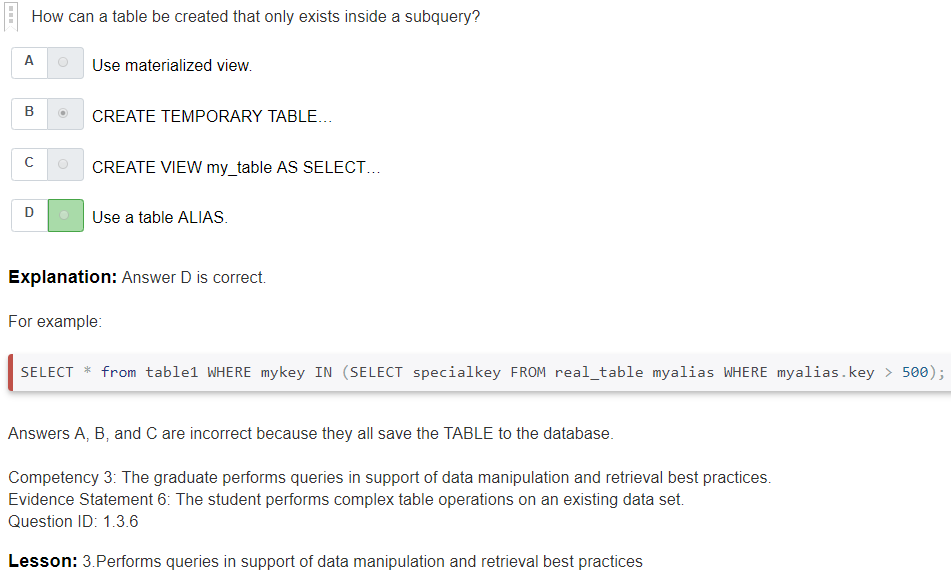 How can a table be created that only exists inside a subquery?
A Use materialized view.
B CREATE TEMPORARY TABLE...
C CREATE VIEW my_table AS SELECT...
D Use a table ALIAS.
Explanation: Answer D is correct.
For example:
SELECT * from table1 WHERE mykey IN (SELECT specialkey FROM real_table myalias WHERE myalias.key > 500);
Answers A, B, and C are incorrect because they all save the TABLE to the database.
Competency 3: The graduate performs queries in support of data manipulation and retrieval best practices.
Evidence Statement 6: The student performs complex table operations on an existing data set.
Question ID: 1.3.6
Lesson: 3.Performs queries in support of data manipulation and retrieval best practices